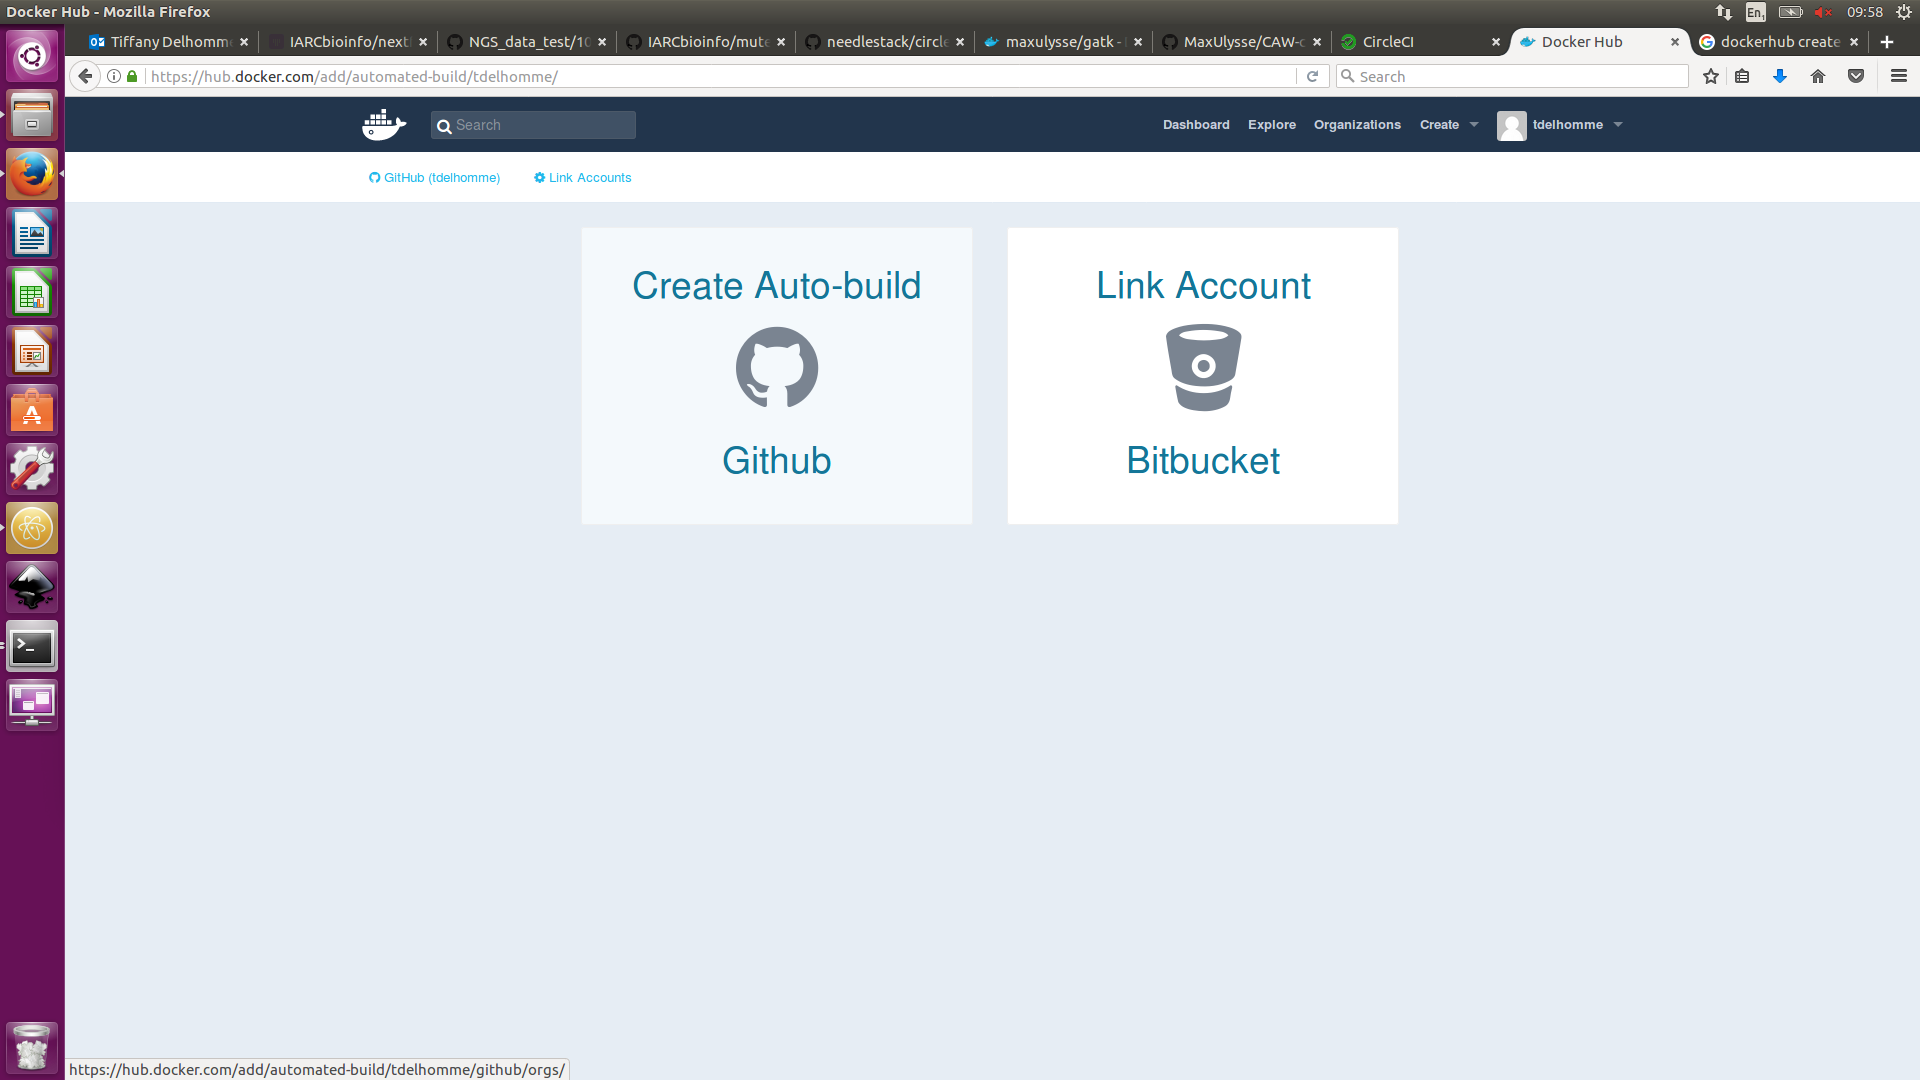 Docker Hub - Mozilla Firefox
En1
09:58
Tiffany Delhomme
IARCbioinfo/next
NGS_data_test/10
IARCbioinfo/mute
needlestack/circle
maxulysse/gatk -
MaxUlysse/CAW-c
CircleCI
Docker Hub
dockerhub create
https://hub.docker.com/add/automated-build/tdelhomme/
Search
Search
Dashboard
Explore
Organizations
Create
tdelhomme
GitHub (tdelhomme)
Link Accounts
Create Auto-build
Github
Link Account
Bitbucket
https://hub.docker.com/add/automated-build/tdelhomme/github/orgs/